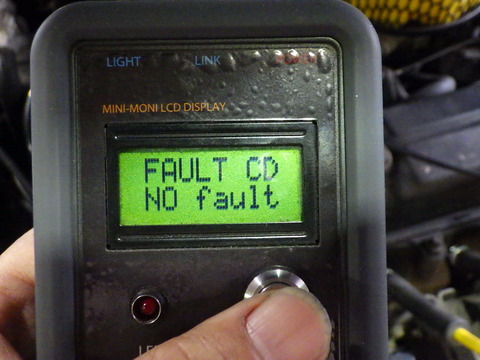 LIGHT LINK
MINI-MONI LCD DISPLAY
FAULT CD
NO fault